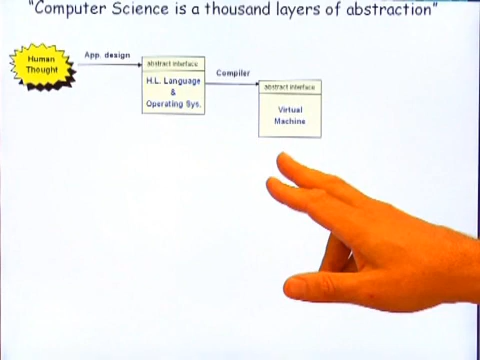 "Computer Science is a thousand layers of abstraction"
Human
Thought
App. design
abstract interface
H.L. Language
&
Operating Sys.
Compiler
abstract interface
Virtual
Machine